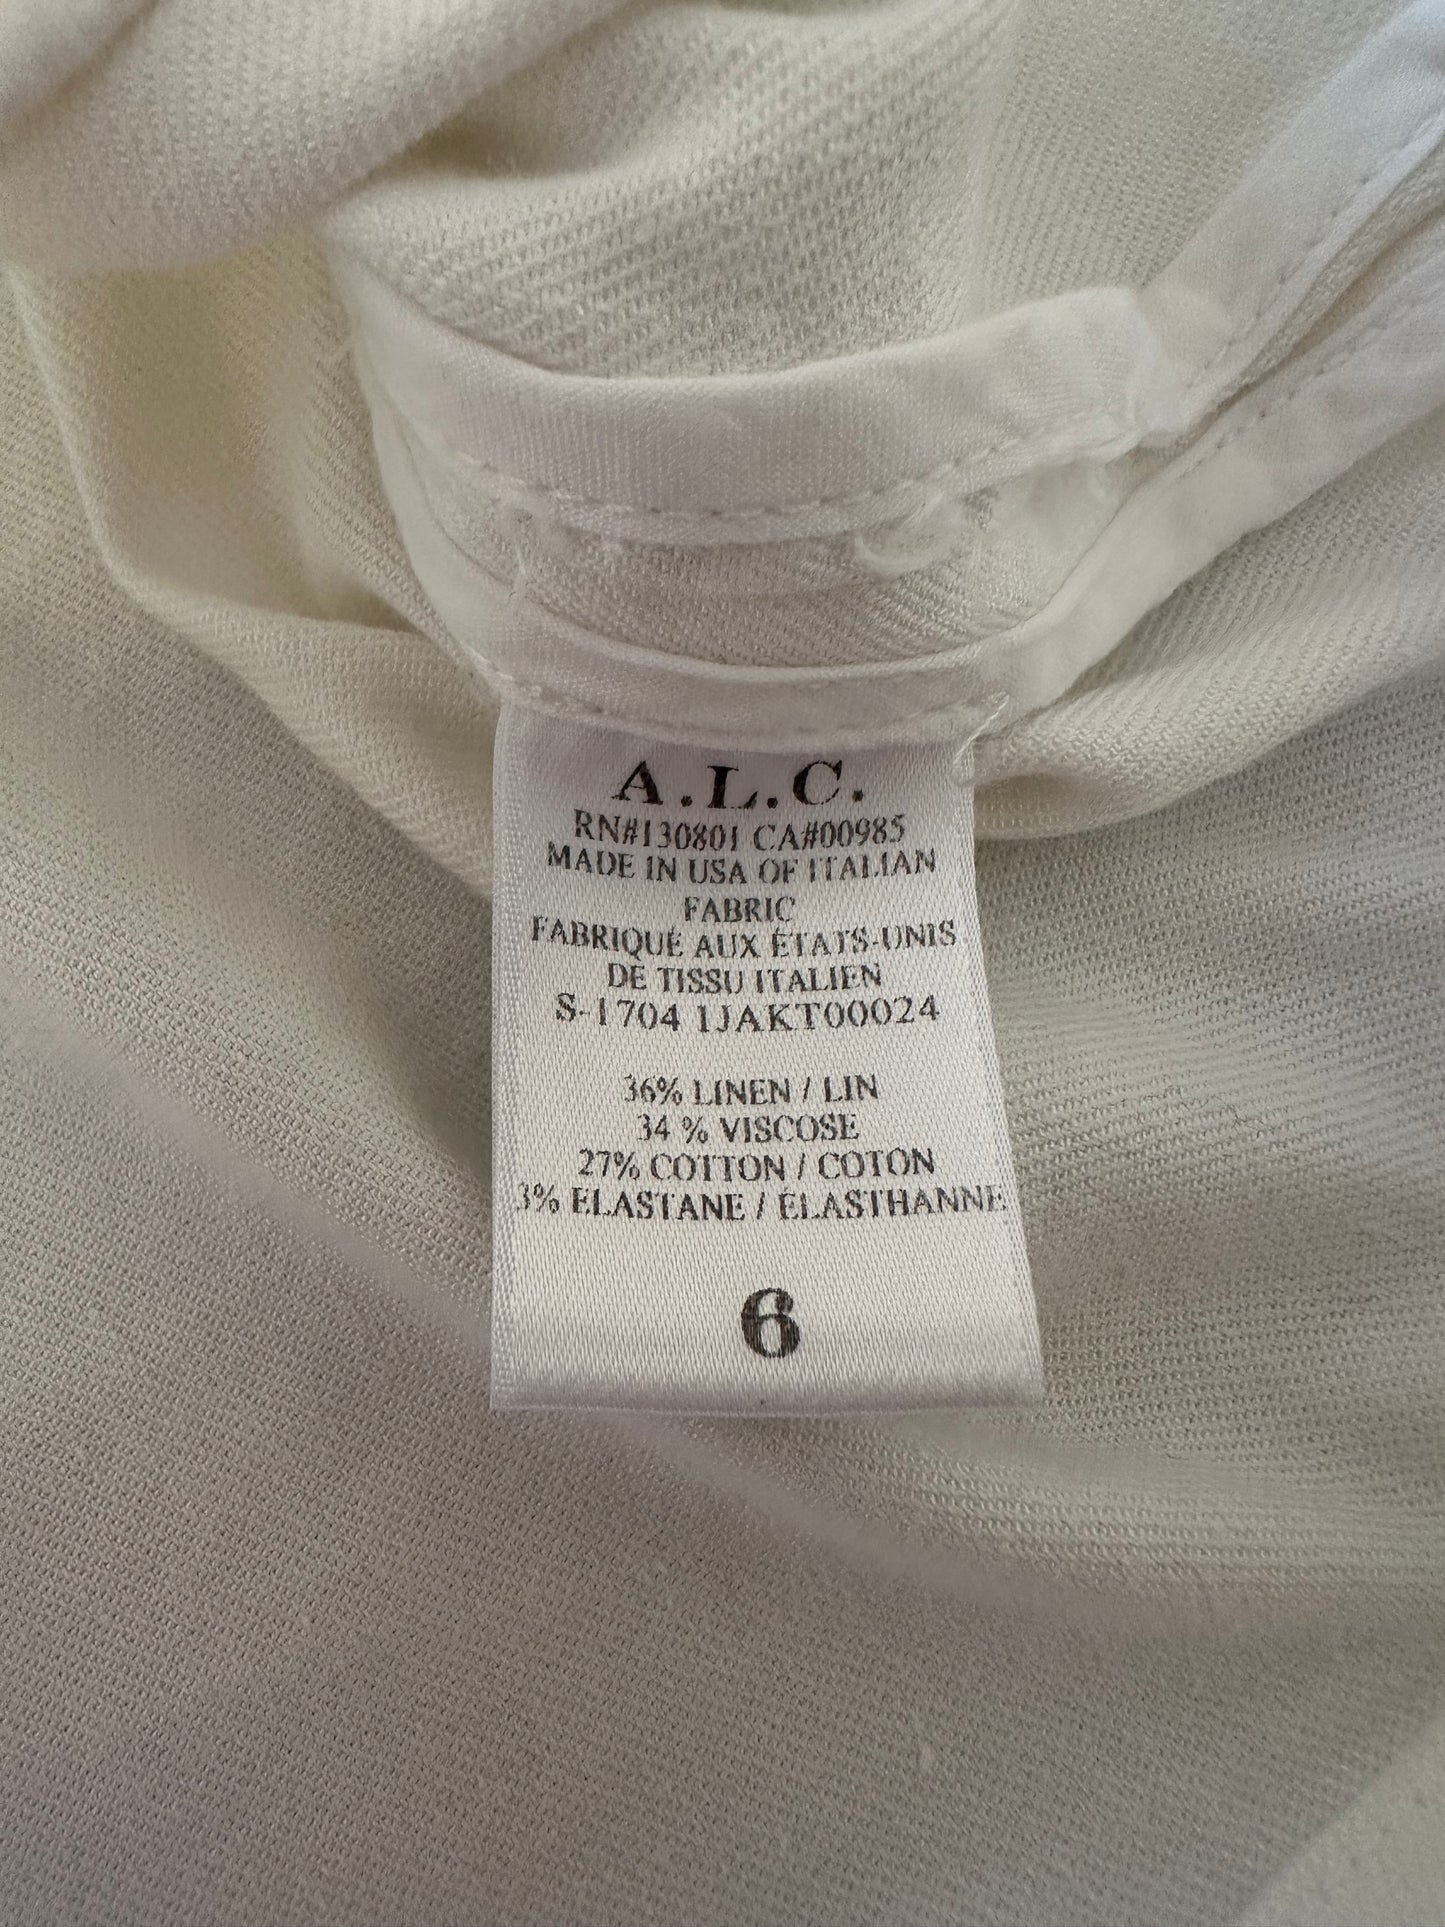 A.L.C.
RN#130801 CA#00985
MADE IN USA OF ITALIAN
FABRIC
FABRIQUÉ AUX ÉTATS-UNIS
DE TISSU ITALIEN
S-1704 1JAKT00024
36% LINEN / LIN
34 % VISCOSE
27% COTTON / COTON
3% ELASTANE / ÉLASTHANNE
6